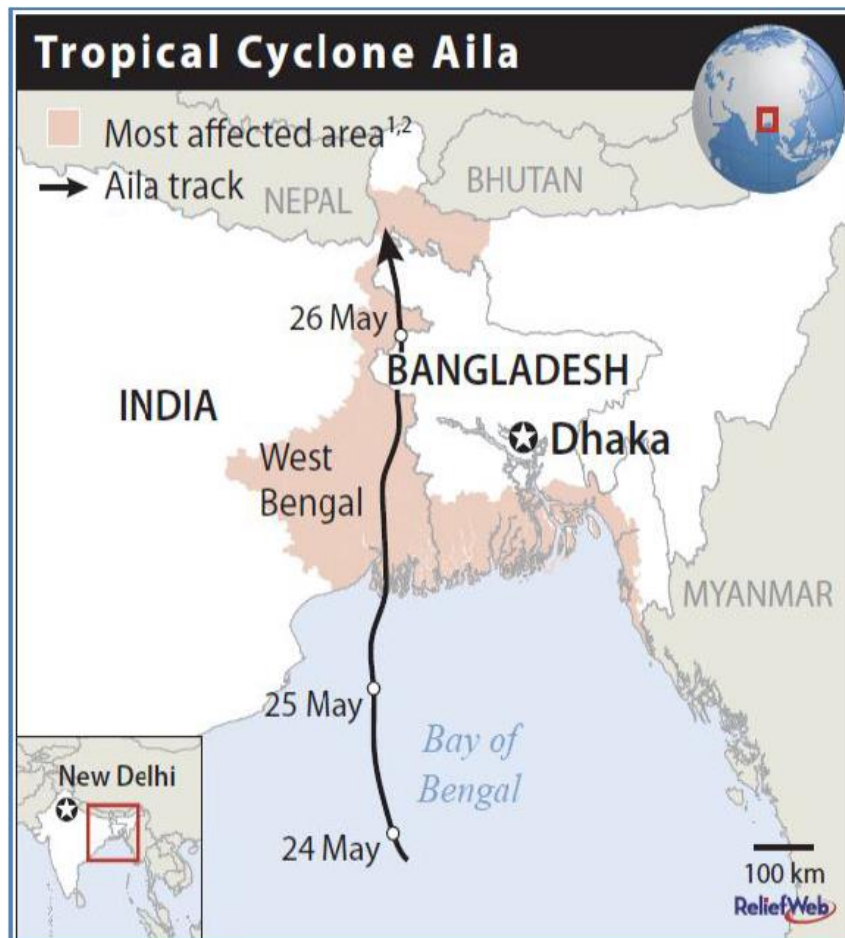 Tropical Cyclone Aila
Most affected area1,2
Aila track
NEPAL
BHUTAN
26 May
BANGLADESH
INDIA
Dhaka
West
Bengal
MYANMAR
25 May
Bay of
Bengal
New Delhi
24 May
100 km
ReliefWeb